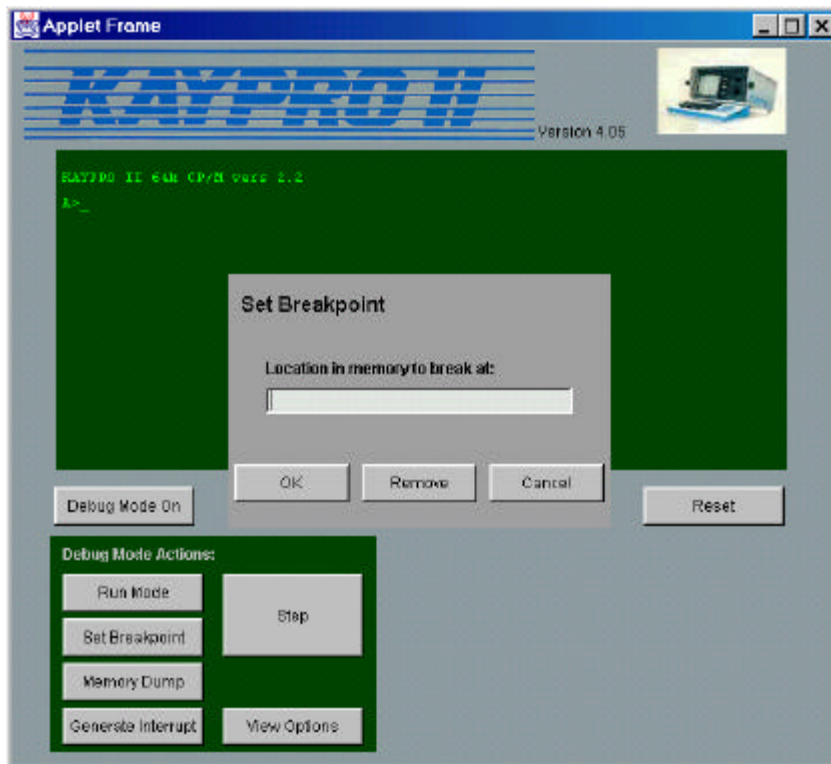 Applet Frame
KAYPRO II
Version 4.05
KAYPRO II 64k CP/M vers 2.2
A>_
Set Breakpoint
Location in memory to break at:
OK
Remove
Cancel
Debug Mode On
Reset
Debug Mode Actions:
Run Mode
Step
Set Breakpoint
Memory Dump
Generate Interrupt
View Options